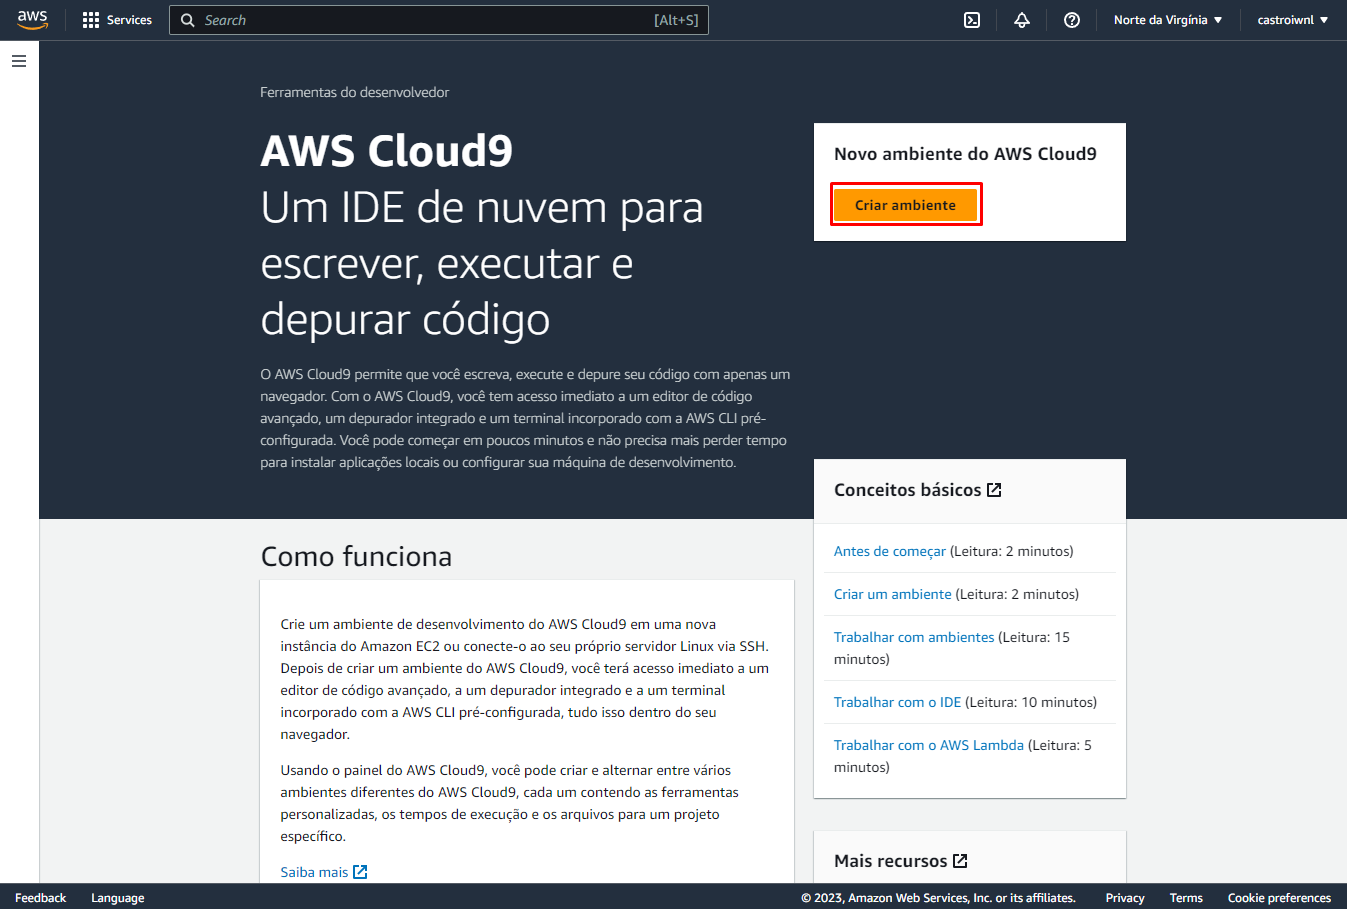 aws
Services
Search
[Alt+S]
Norte da Virgínia
castroiwnl
Ferramentas do desenvolvedor
AWS Cloud9
Um IDE de nuvem para
escrever, executar e
depurar código
O AWS Cloud9 permite que você escreva, execute e depure seu código com apenas um
navegador. Com o AWS Cloud9, você tem acesso imediato a um editor de código
avançado, um depurador integrado e um terminal incorporado com a AWS CLI pré-
configurada. Você pode começar em poucos minutos e não precisa mais perder tempo
para instalar aplicações locais ou configurar sua máquina de desenvolvimento.
Novo ambiente do AWS Cloud9
Criar ambiente
Como funciona
Crie um ambiente de desenvolvimento do AWS Cloud9 em uma nova
instância do Amazon EC2 ou conecte-o ao seu próprio servidor Linux via SSH.
Depois de criar um ambiente do AWS Cloud9, você terá acesso imediato a um
editor de código avançado, a um depurador integrado e a um terminal
incorporado com a AWS CLI pré-configurada, tudo isso dentro do seu
navegador.
Usando o painel do AWS Cloud9, você pode criar e alternar entre vários
ambientes diferentes do AWS Cloud9, cada um contendo as ferramentas
personalizadas, os tempos de execução e os arquivos para um projeto
específico.
Saiba mais
Conceitos básicos
Antes de começar (Leitura: 2 minutos)
Criar um ambiente (Leitura: 2 minutos)
Trabalhar com ambientes (Leitura: 15
minutos)
Trabalhar com o IDE (Leitura: 10 minutos)
Trabalhar com o AWS Lambda (Leitura: 5
minutos)
Mais recursos
Feedback
Language
© 2023, Amazon Web Services, Inc. or its affiliates.
Privacy
Terms
Cookie preferences